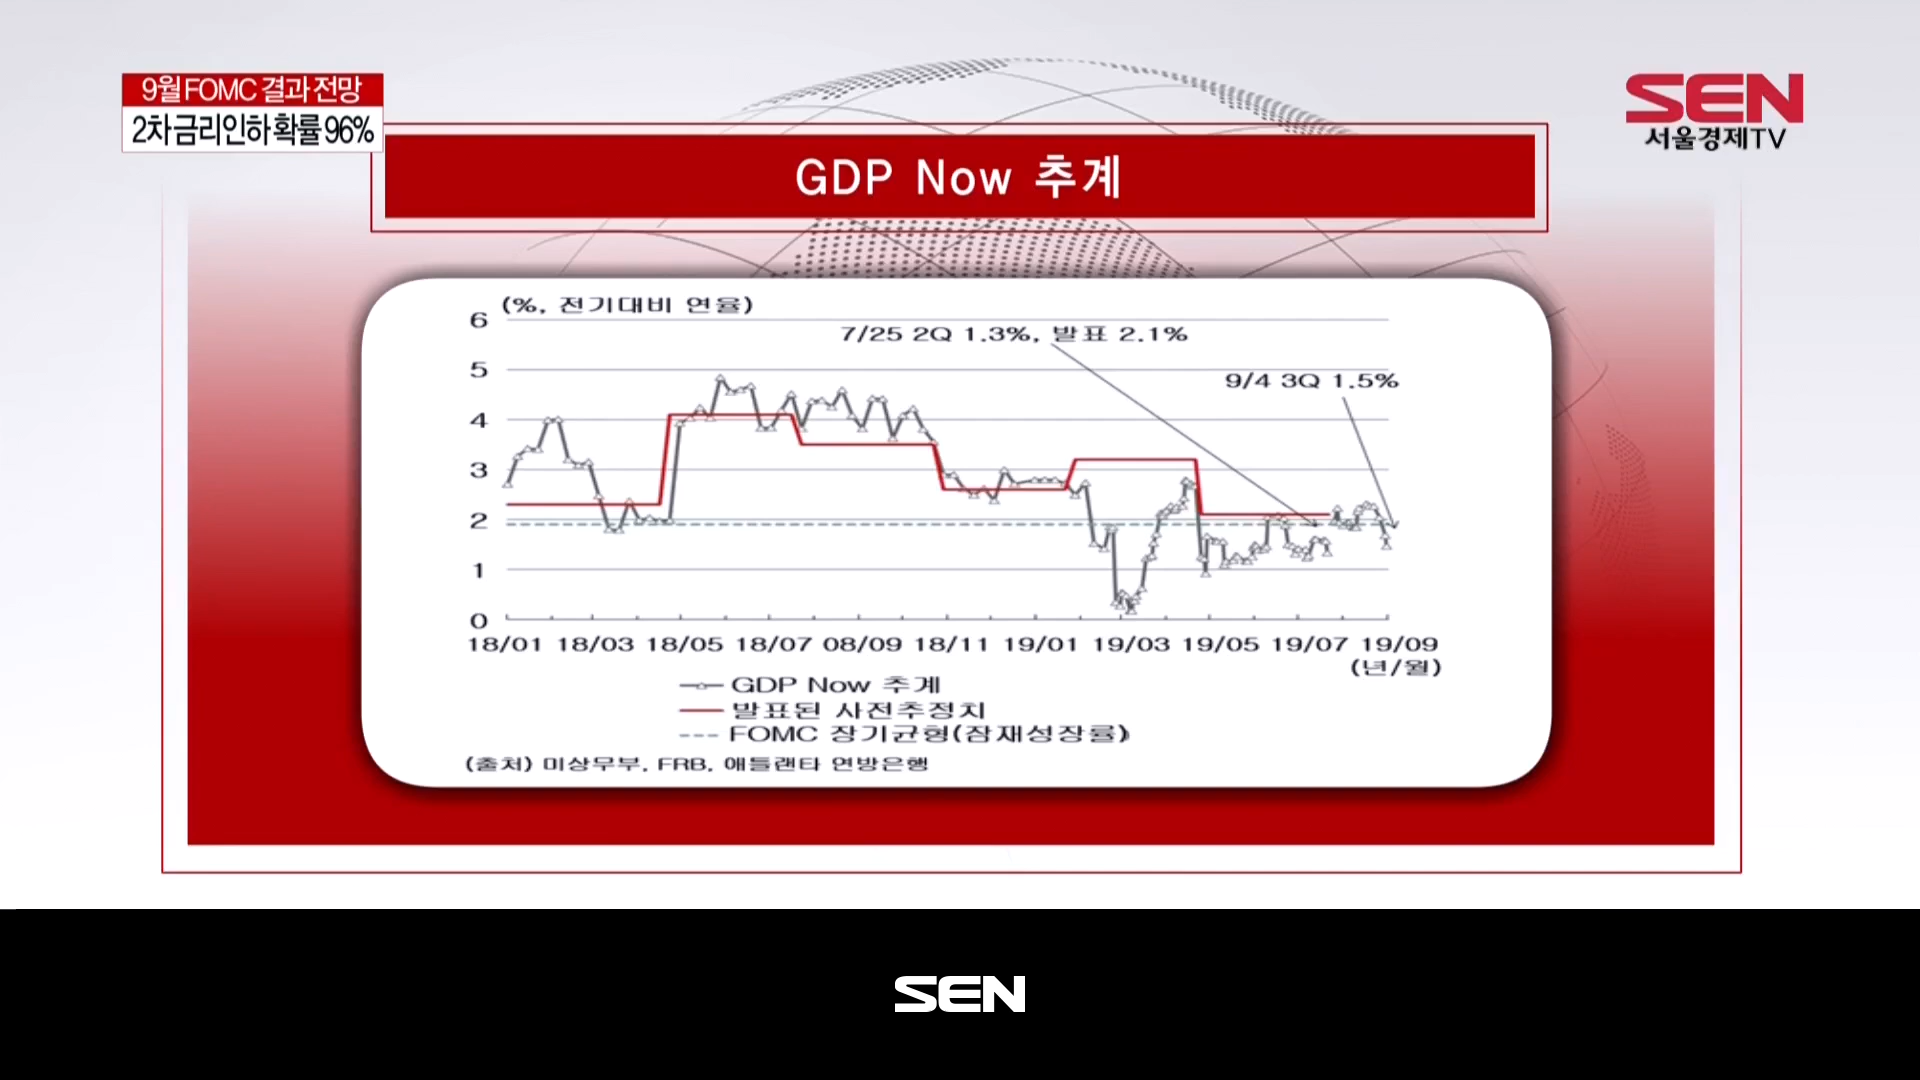 9월 FOMC 결과 전망
2차 금리인하 확률 96%
SEN
서울경제TV
GDP Now 추계
(%, 전기대비 연율)
7/25 2Q 1.3%, 발표 2.1%
9/4 3Q 1.5%
6
5
4
3
2
1
0
18/01 18/03 18/05 18/07 08/09 18/11 19/01 19/03 19/05 19/07 19/09
(년/월)
GDP Now 추계
발표된 사전추정치
FOMC 장기균형(잠재성장률)
(출처) 미상무부, FRB, 애틀랜타 연방은행
SEN